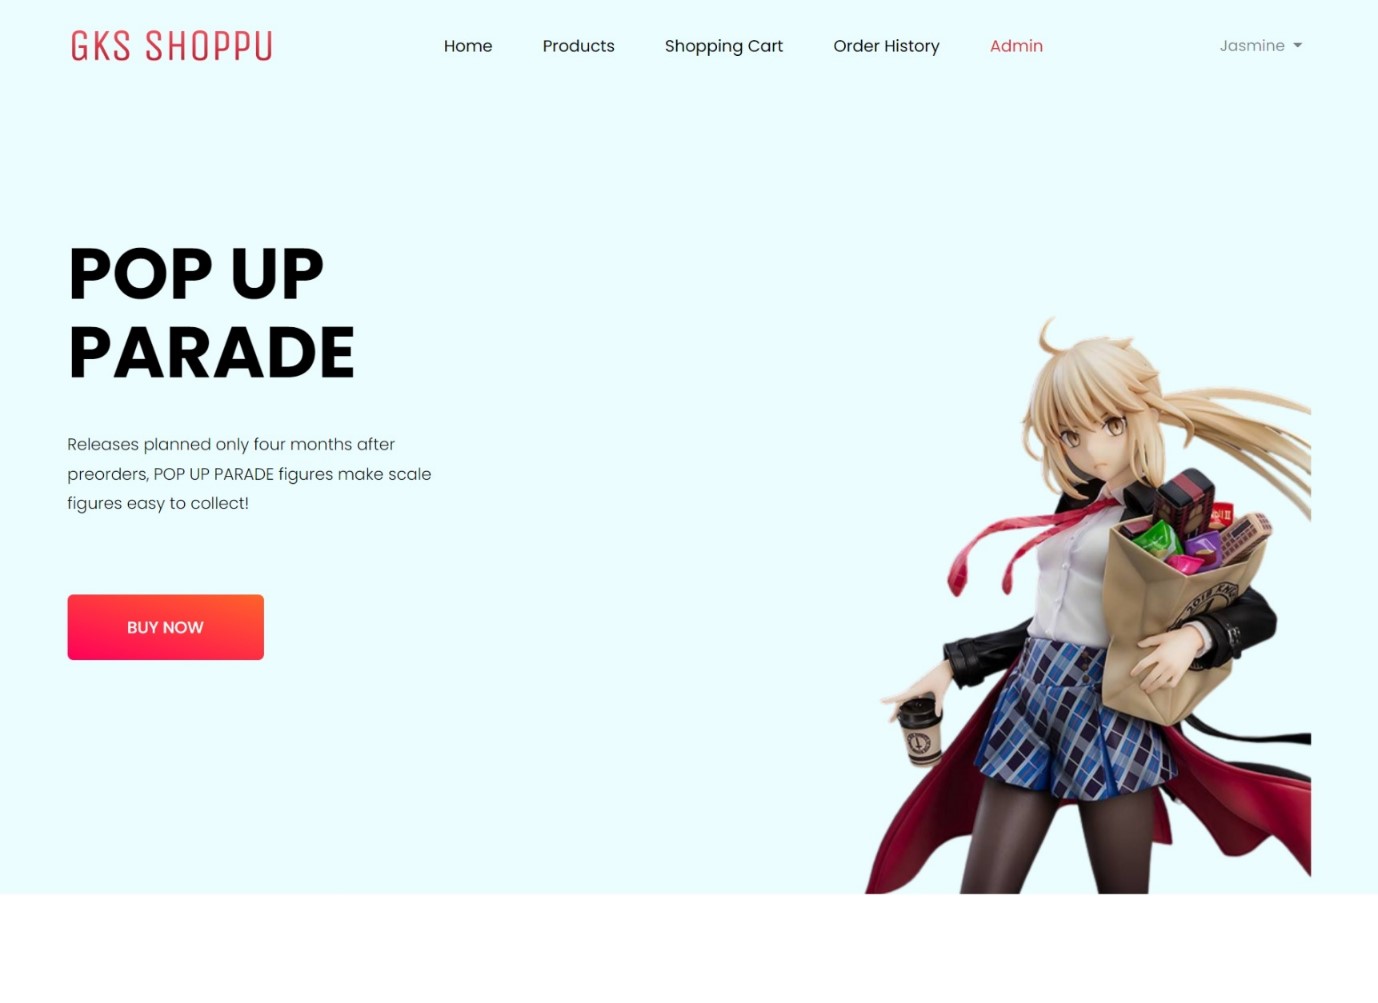 GKS SHOPPU
Home
Products
Shopping Cart
Order History
Admin
Jasmine
POP UP
PARADE
Releases planned only four months after
preorders, POP UP PARADE figures make scale
figures easy to collect!
BUY NOW